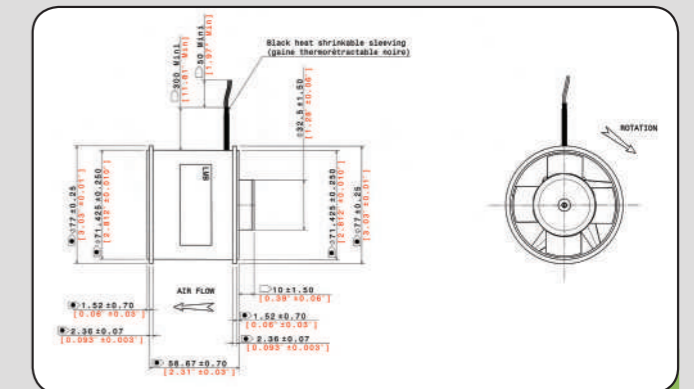 50 Mini
[1.97" Min]
300 Mini
[11.81" Min]
Black heat shrinkable sleeving
(gaine thermorétractable noire)
32.5 ±1.50
[1.28 ±0.06"]
ROTATION
LMB
77 ±0.25
[3.03 ±0.01"]
71.425 ±0.250
[2.812" ±0.010"]
71.425 ±0.250
[2.812" ±0.010"]
77 ±0.25
[3.03" ±0.01"]
AIR FLOW
10 ±1.50
[0.39" ±0.06"]
1.52 ±0.70
[0.06" ±0.03"]
1.52 ±0.70
[0.06" ±0.03"]
2.36 ±0.07
[0.093" ±0.003"]
2.36 ±0.07
[0.093" ±0.003"]
58.67 ±0.70
[2.31" ±0.03"]